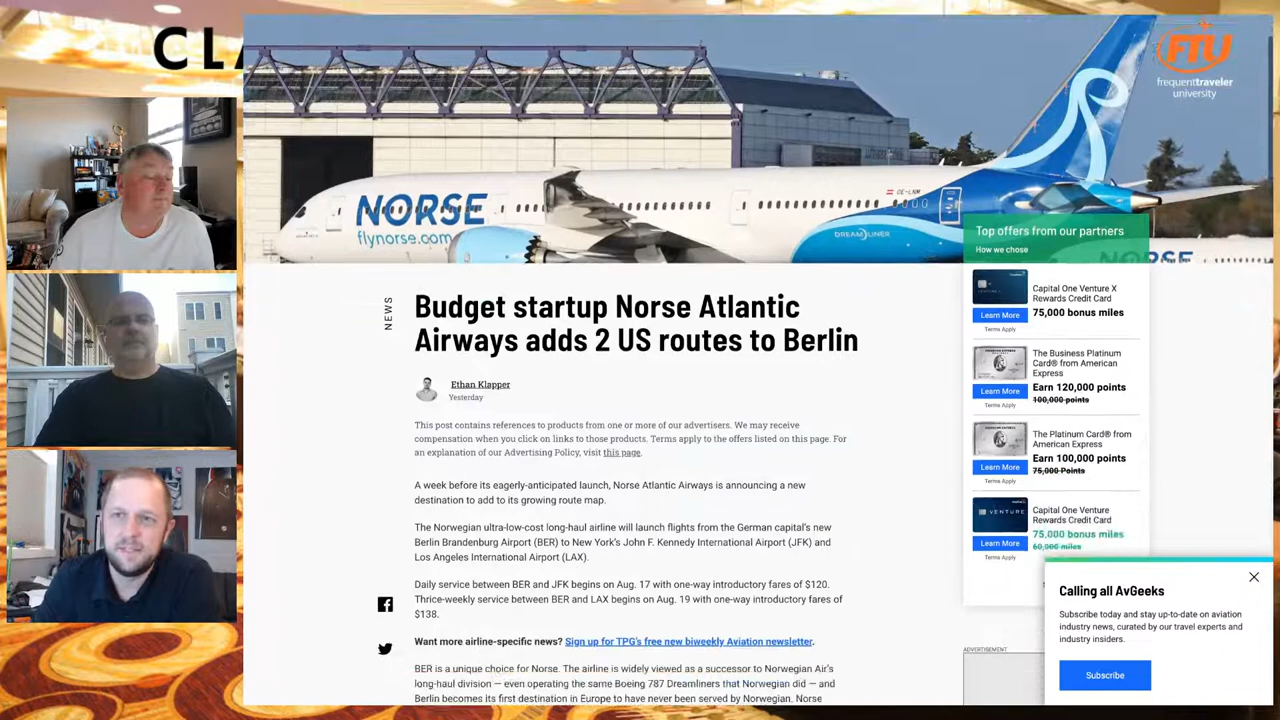 CLA
FTU
frequenttraveler
university
NORSE
flynorse.com
DREAMLINER
NORSE
Top offers from our partners
How we chose
Capital One Venture X
Rewards Credit Card
75,000 bonus miles
Learn More
Terms Apply
The Business Platinum
Card® from American
Express
Earn 120,000 points
100,000 points
Learn More
Terms Apply
The Platinum Card® from
American Express
Earn 100,000 points
75,000 Points
Learn More
Terms Apply
VENTURE
Capital One Venture
Rewards Credit Card
75,000 bonus miles
60,000 miles
Learn More
Terms Apply
NEWS
Budget startup Norse Atlantic
Airways adds 2 US routes to Berlin
Ethan Klapper
Yesterday
This post contains references to products from one or more of our advertisers. We may receive
compensation when you click on links to those products. Terms apply to the offers listed on this page. For
an explanation of our Advertising Policy, visit this page.
A week before its eagerly-anticipated launch, Norse Atlantic Airways is announcing a new
destination to add to its growing route map.
The Norwegian ultra-low-cost long-haul airline will launch flights from the German capital's new
Berlin Brandenburg Airport (BER) to New York's John F. Kennedy International Airport (JFK) and
Los Angeles International Airport (LAX).
Daily service between BER and JFK begins on Aug. 17 with one-way introductory fares of $120.
Thrice-weekly service between BER and LAX begins on Aug. 19 with one-way introductory fares of
$138.
Want more airline-specific news? Sign up for TPG's free new biweekly Aviation newsletter.
BER is a unique choice for Norse. The airline is widely viewed as a successor to Norwegian Air's
long-haul division — even operating the same Boeing 787 Dreamliners that Norwegian did — and
Berlin becomes its first destination in Europe to have never been served by Norwegian. Norse
ADVERTISEMENT
Calling all AvGeeks
Subscribe today and stay up-to-date on aviation
industry news, curated by our travel experts and
industry insiders.
Subscribe